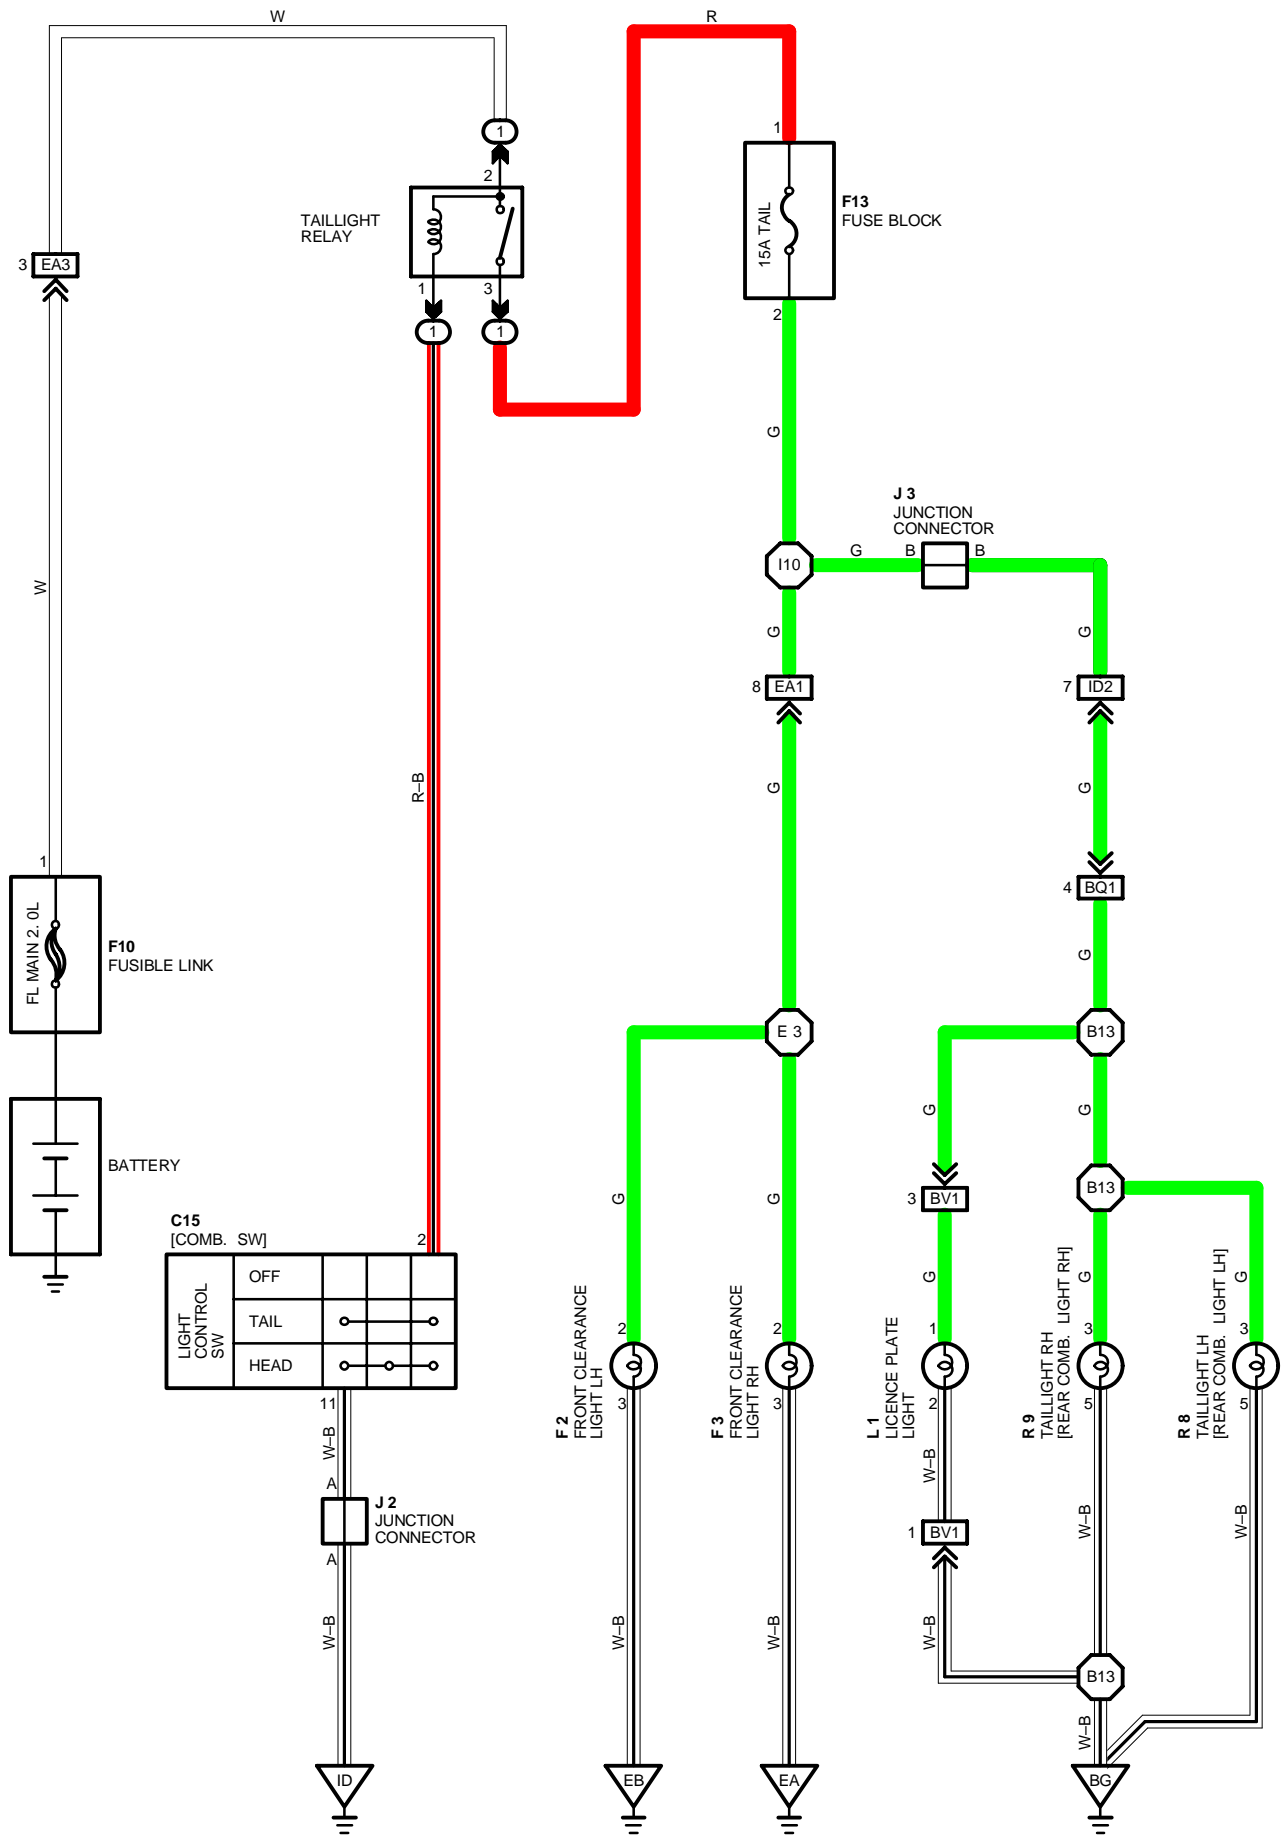 W
R
1
1
2
TAILLIGHT
RELAY
15A TAIL
F13
FUSE BLOCK
3 EA3
1
3
2
1
1
G
J 3
JUNCTION
CONNECTOR
I10
G
B
B
W
G
G
8 EA1
7 ID2
R–B
G
G
1
4 BQ1
FL MAIN 2. 0L
F10
FUSIBLE LINK
G
E 3
B13
G
G
BATTERY
B13
G
G
3 BV1
C15
[COMB. SW]
2
LIGHT
CONTROL
SW
OFF
TAIL
HEAD
G
G
G
2
2
1
3
3
F 2
FRONT CLEARANCE
LIGHT LH
F 3
FRONT CLEARANCE
LIGHT RH
L 1
LICENCE PLATE
LIGHT
R 9
TAILLIGHT RH
[REAR COMB. LIGHT RH]
R 8
TAILLIGHT LH
[REAR COMB. LIGHT LH]
11
3
3
2
5
5
W–B
W–B
A
J 2
JUNCTION
CONNECTOR
A
1 BV1
W–B
W–B
W–B
W–B
W–B
W–B
B13
W–B
ID
EB
EA
BG